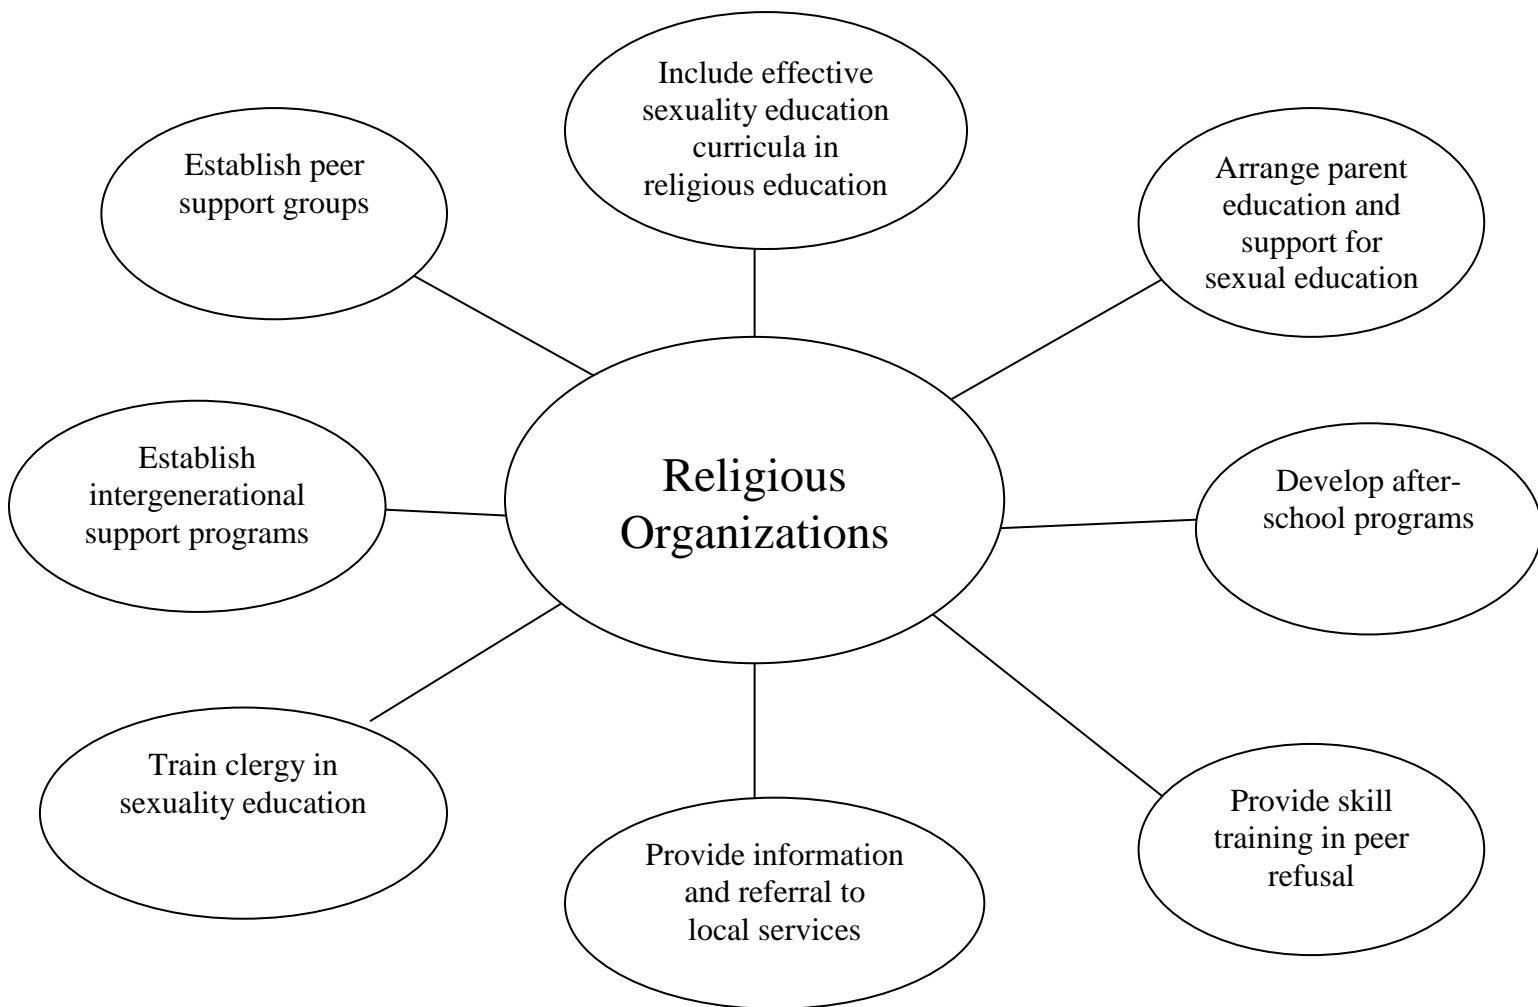 Include effective
sexuality education
curricula in
religious education
Establish peer
support groups
Arrange parent
education and
support for
sexual education
Establish
intergenerational
support programs
Religious
Organizations
Develop after-
school programs
Train clergy in
sexuality education
Provide information
and referral to
local services
Provide skill
training in peer
refusal